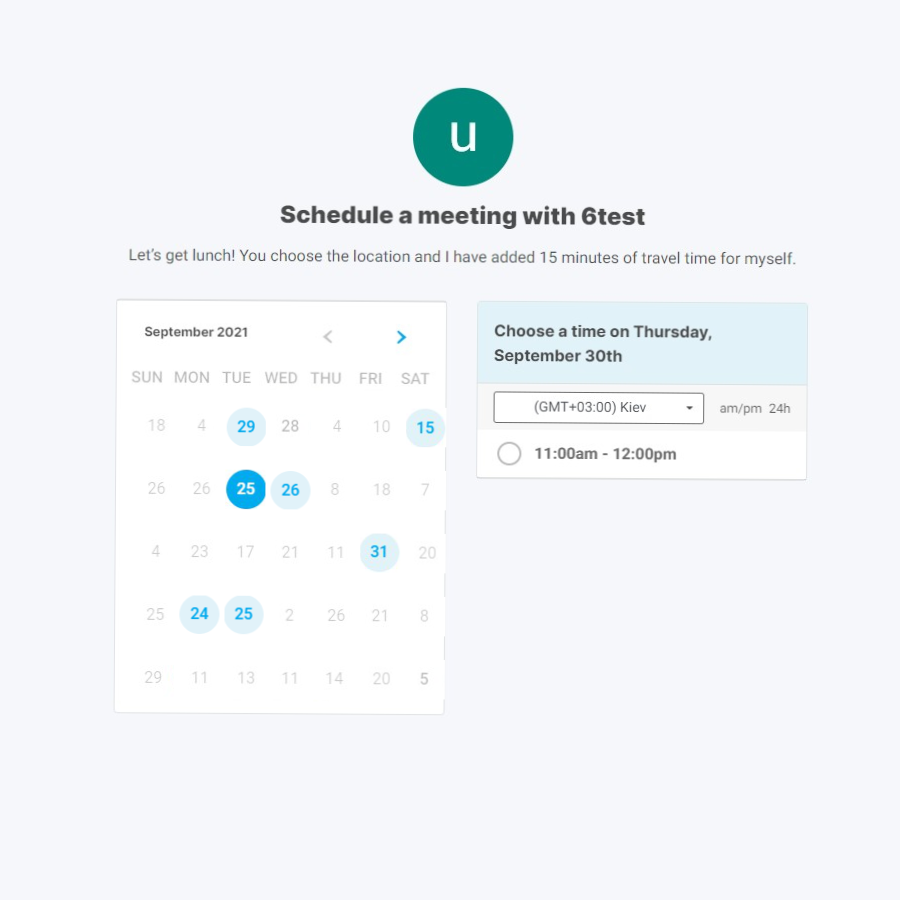 u
Schedule a meeting with 6test
Let's get lunch! You choose the location and I have added 15 minutes of travel time for myself.
September 2021
SUN MON TUE WED THU FRI SAT
18 4 29 28 4 10 15
26 26 25 26 8 18 7
4 23 17 21 11 31 20
25 24 25 2 26 21 8
29 11 13 11 14 20 5
Choose a time on Thursday,
September 30th
(GMT+03:00) Kiev am/pm 24h
11:00am - 12:00pm